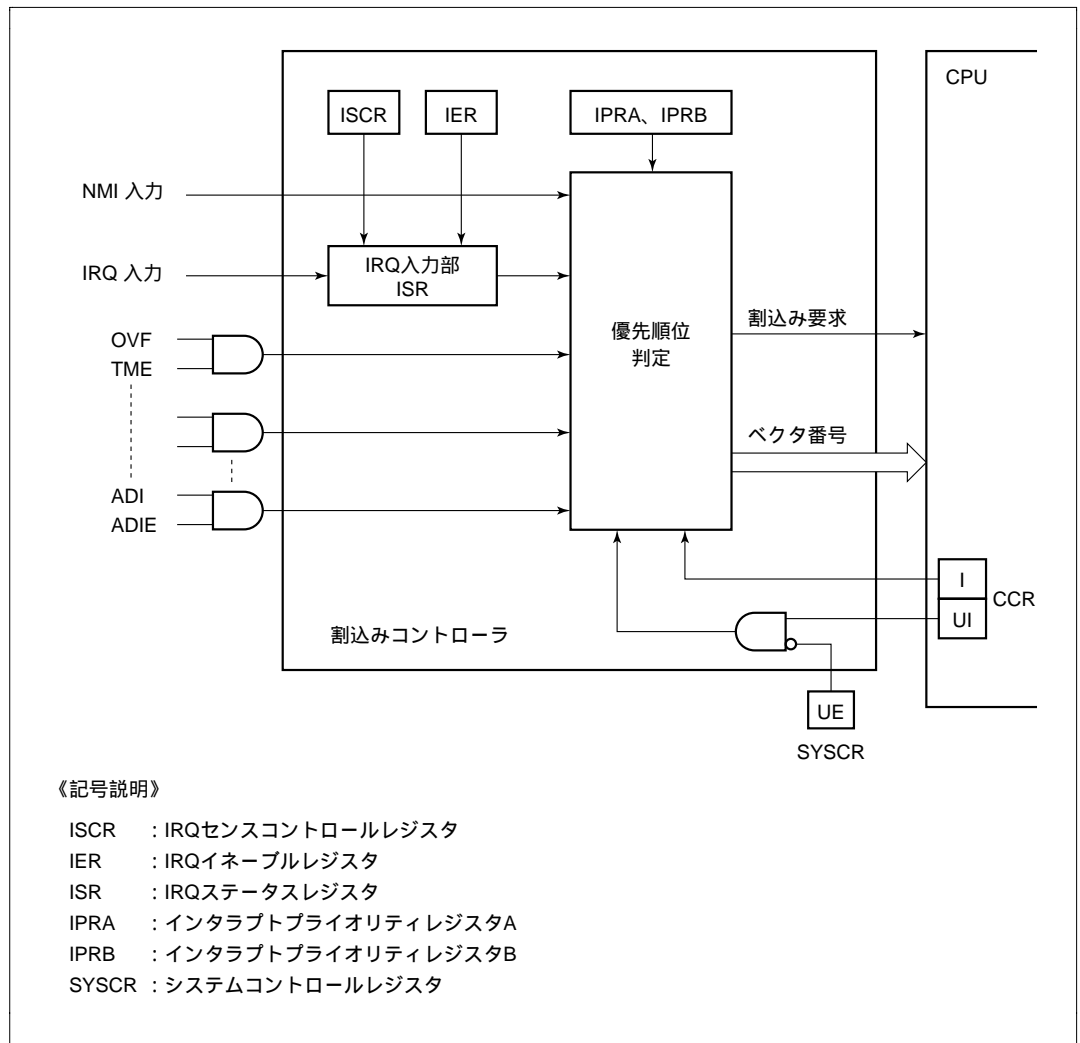 CPU
ISCR
IER
IPRA、IPRB
NMI 入力
IRQ 入力
IRQ入力部
ISR
OVF
TME
優先順位
判定
割込み要求
ベクタ番号
ADI
ADIE
I
UI
CCR
割込みコントローラ
UE
SYSCR
《記号説明》
ISCR :IRQセンスコントロールレジスタ
IER :IRQイネーブルレジスタ
ISR :IRQステータスレジスタ
IPRA :インタラプトプライオリティレジスタA
IPRB :インタラプトプライオリティレジスタB
SYSCR :システムコントロールレジスタ